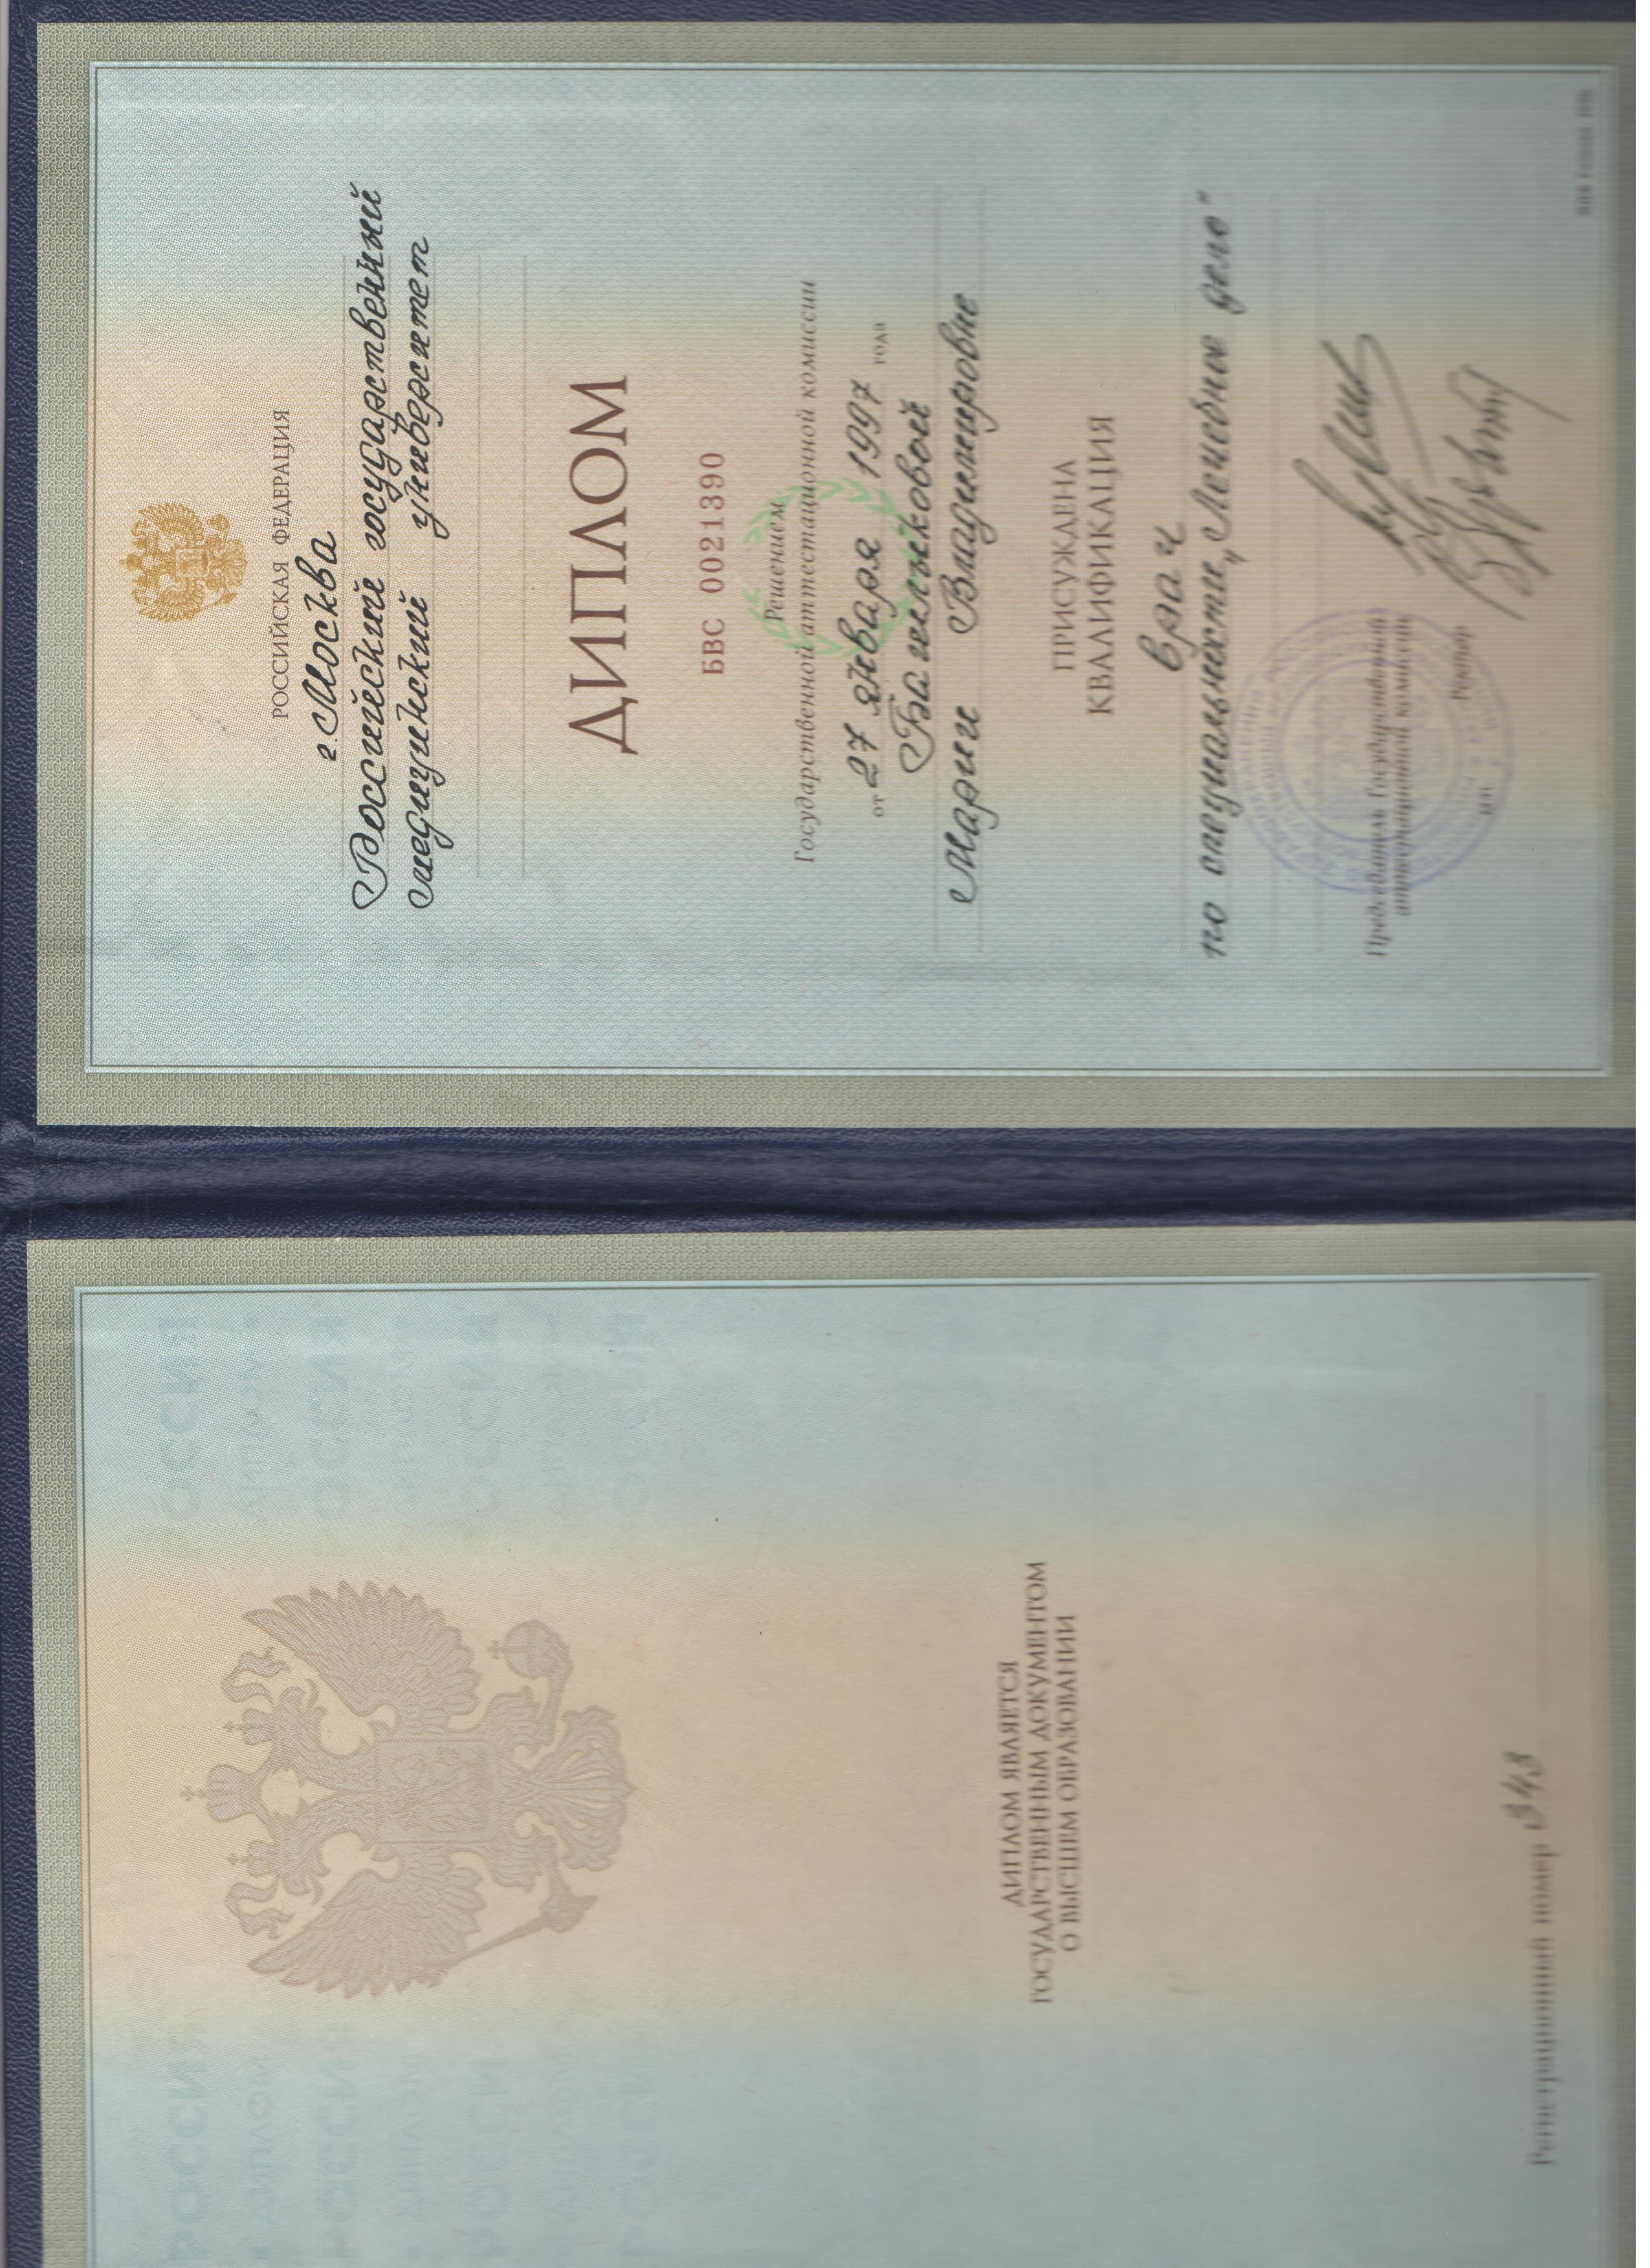 ДИПЛОМ ЯВЛЯЕТСЯ
ГОСУДАРСТВЕННЫМ ДОКУМЕНТОМ
О ВЫСШЕМ ОБРАЗОВАНИИ
Регистрационный номер 343
РОССИЙСКАЯ ФЕДЕРАЦИЯ
г. Москва
Российский государственный
медицинский университет
ДИПЛОМ
БВС 0021390
Решением
Государственной аттестационной комиссии
от 27 января 1997 года
Марии Владимировне
ПРИСУЖДЕНА
КВАЛИФИКАЦИЯ
врач
по специальности „Лечебное дело"
Председатель Государственной
аттестационной комиссии
Ректор
М.П.